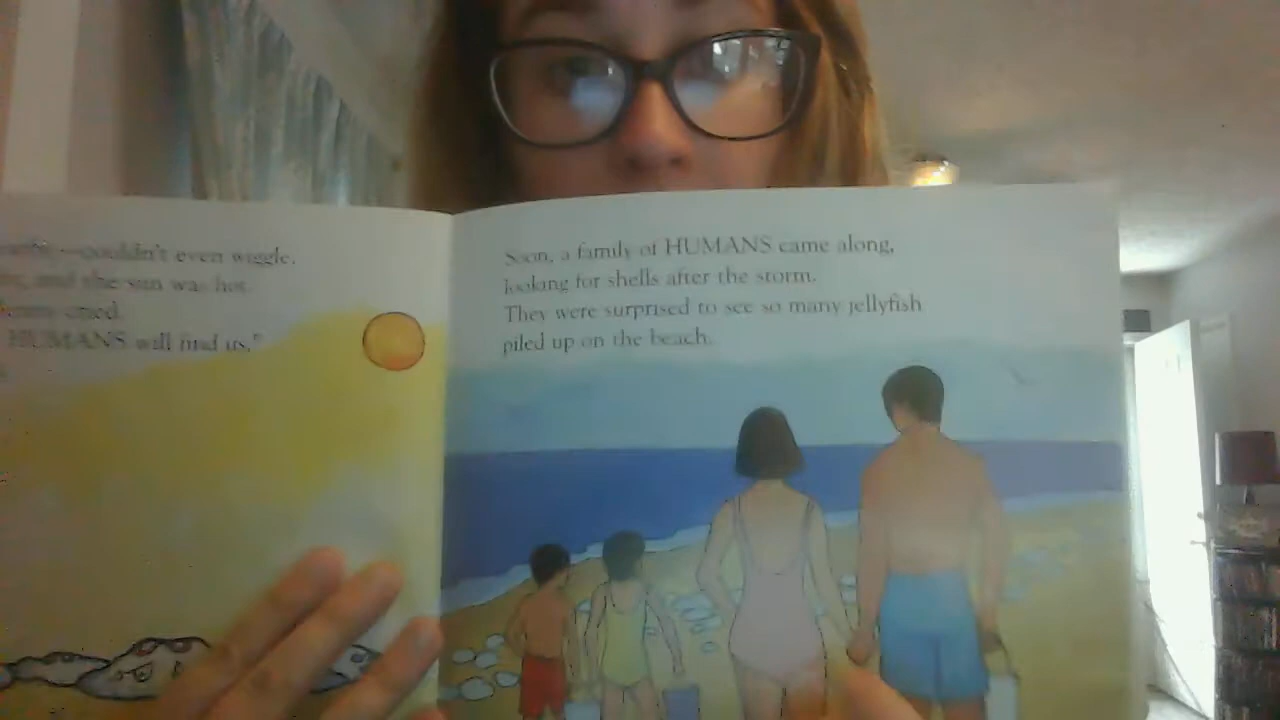 couldn't even wiggle.
and the sun was hot.
cried.
HUMANS will find us."
Soon, a family of HUMANS came along,
looking for shells after the storm.
They were surprised to see so many jellyfish
piled up on the beach.